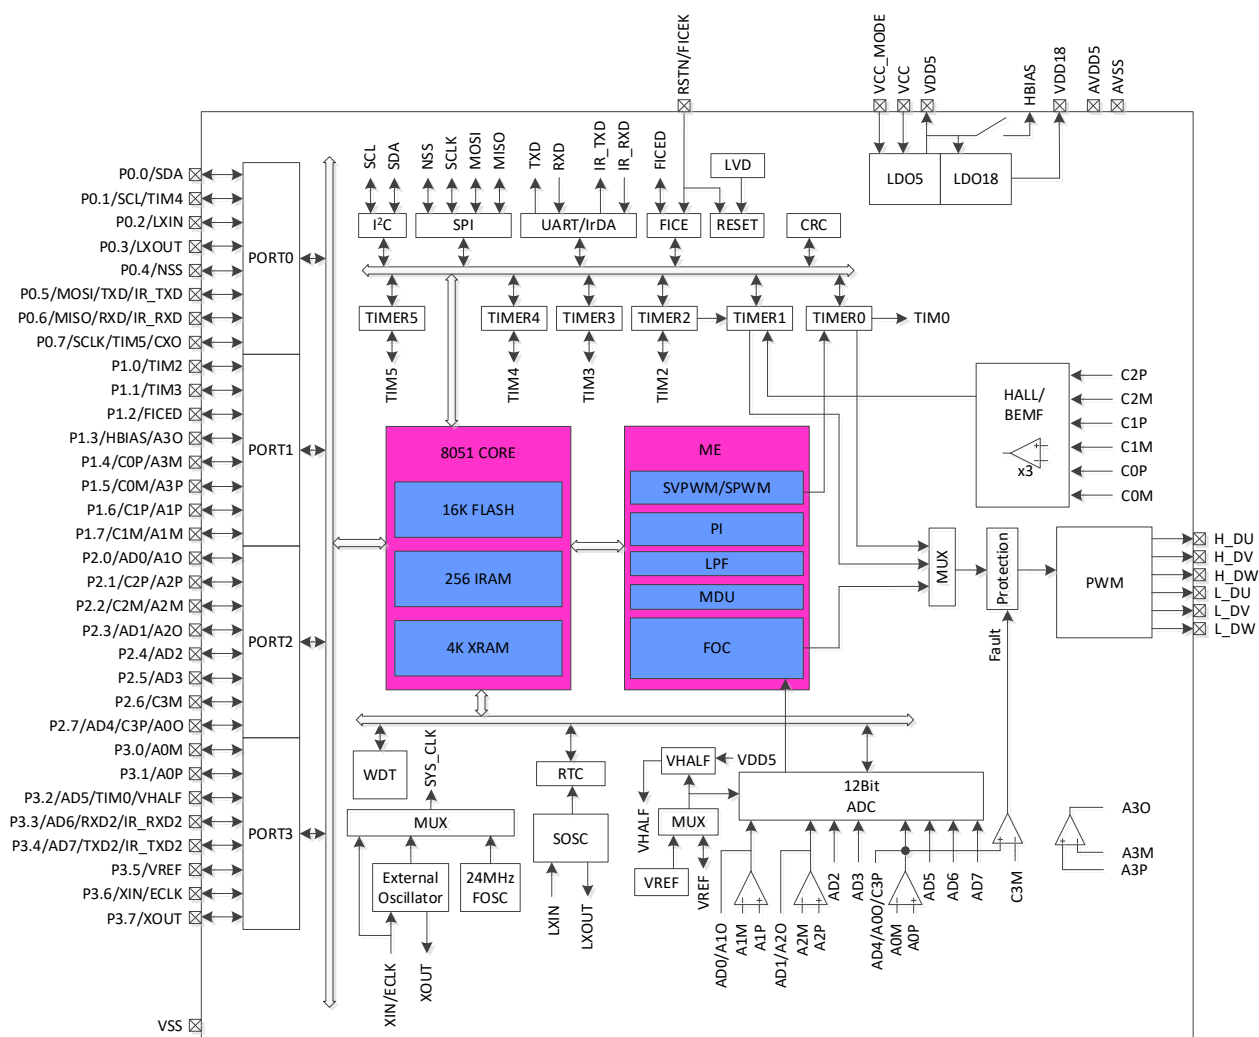 RSTN/FICEK
VCC_MODE
VCC
VDD5
HBIAS
VDD18
AVDD5
AVSS
P0.0/SDA
P0.1/SCL/TIM4
P0.2/LXIN
P0.3/LXOUT
P0.4/NSS
P0.5/MOSI/TXD/IR_TXD
P0.6/MISO/RXD/IR_RXD
P0.7/SCLK/TIM5/CXO
P1.0/TIM2
P1.1/TIM3
P1.2/FICED
P1.3/HBIAS/A3O
P1.4/C0P/A3M
P1.5/C0M/A3P
P1.6/C1P/A1P
P1.7/C1M/A1M
P2.0/AD0/A1O
P2.1/C2P/A2P
P2.2/C2M/A2M
P2.3/AD1/A2O
P2.4/AD2
P2.5/AD3
P2.6/C3M
P2.7/AD4/C3P/A0O
P3.0/A0M
P3.1/A0P
P3.2/AD5/TIM0/VHALF
P3.3/AD6/RXD2/IR_RXD2
P3.4/AD7/TXD2/IR_TXD2
P3.5/VREF
P3.6/XIN/ECLK
P3.7/XOUT
VSS
PORT0
PORT1
PORT2
PORT3
SCL
SDA
NSS
SCLK
MOSI
MISO
TXD
RXD
IR_TXD
IR_RXD
FICED
LVD
I²C
SPI
UART/IrDA
FICE
RESET
CRC
LDO5
LDO18
TIMER5
TIMER4
TIMER3
TIMER2
TIMER1
TIMER0
TIM0
TIM5
TIM4
TIM3
TIM2
8051 CORE
16K FLASH
256 IRAM
4K XRAM
ME
SVPWM/SPWM
PI
LPF
MDU
FOC
HALL/
BEMF
x3
C2P
C2M
C1P
C1M
C0P
C0M
MUX
Protection
Fault
PWM
H_DU
H_DV
H_DW
L_DU
L_DV
L_DW
WDT
SYS_CLK
MUX
External
Oscillator
24MHz
FOSC
XIN/ECLK
XOUT
RTC
SOSC
LXIN
LXOUT
VHALF
VDD5
VHALF
MUX
VREF
VREF
12Bit
ADC
AD0/A1O
A1M
A1P
AD1/A2O
A2M
A2P
AD2
AD3
AD4/A0O/C3P
A0M
A0P
AD5
AD6
AD7
C3M
A3O
A3M
A3P